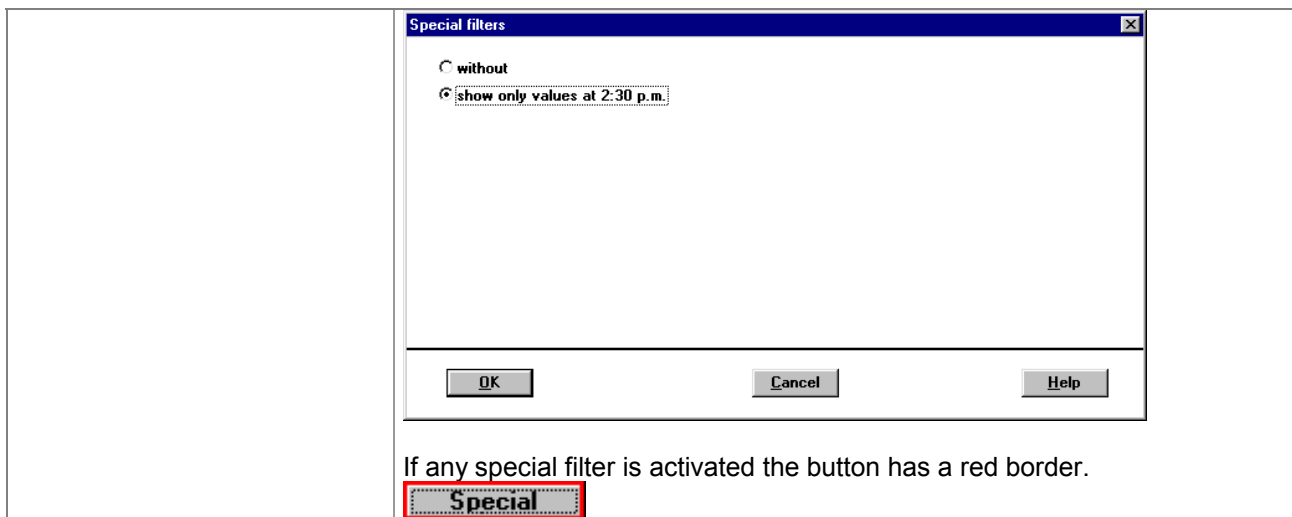 Special filters
without
show only values at 2:30 p.m.
OK
Cancel
Help
If any special filter is activated the button has a red border.
Special